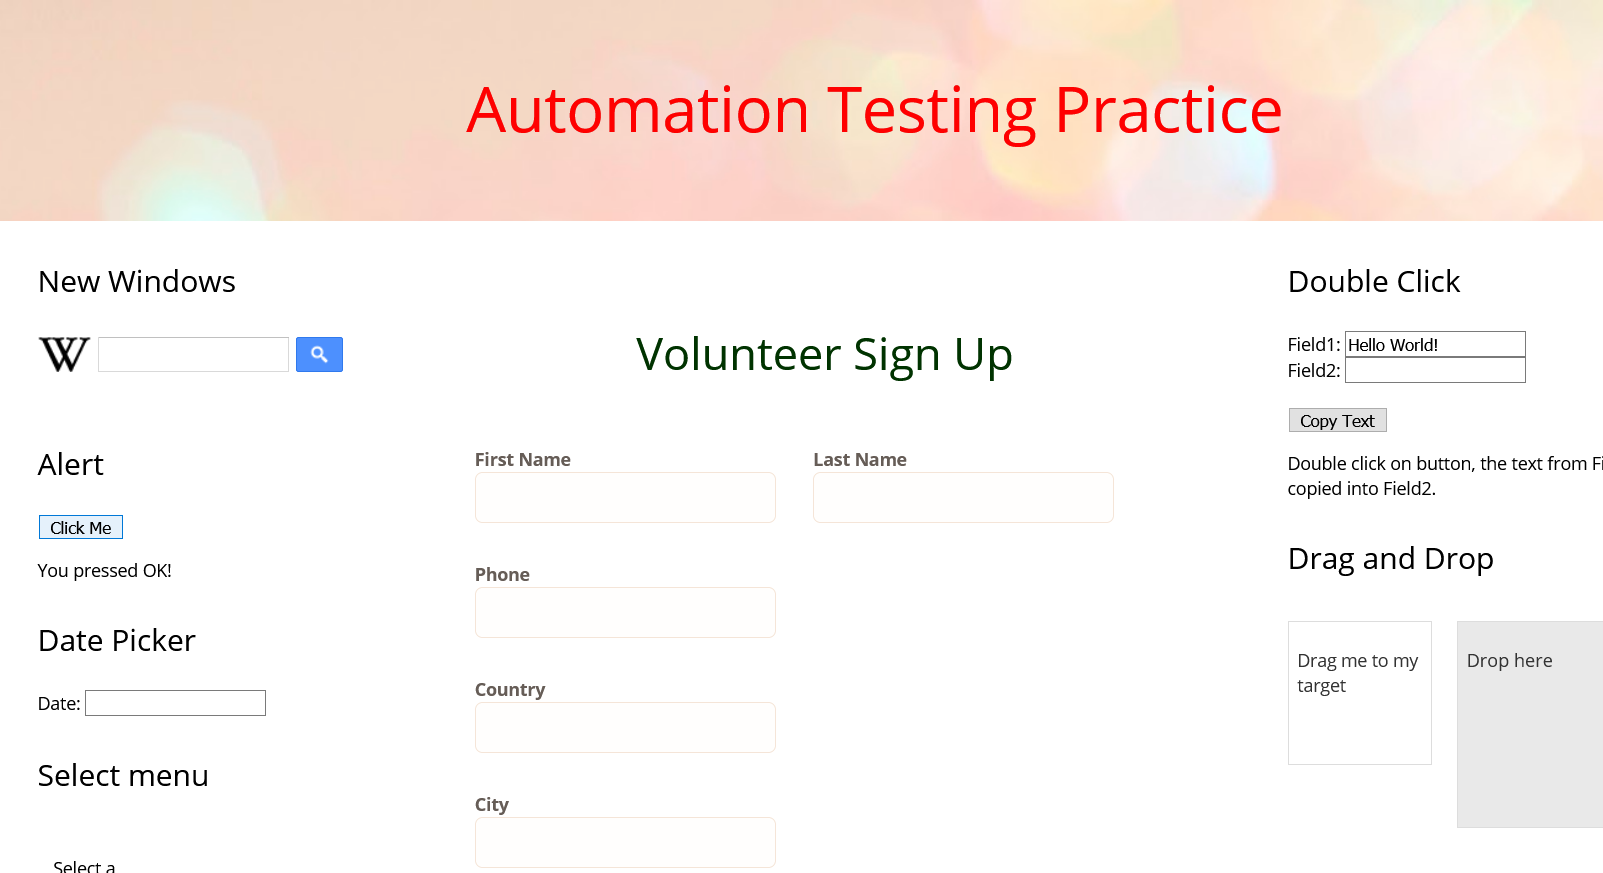 Automation Testing Practice
New Windows
W
Alert
Click Me
You pressed OK!
Date Picker
Date:
Select menu
Select a
Volunteer Sign Up
First Name
Last Name
Phone
Country
City
Double Click
Field1: Hello World!
Field2:
Copy Text
Double click on button, the text from Fi
copied into Field2.
Drag and Drop
Drag me to my
target
Drop here